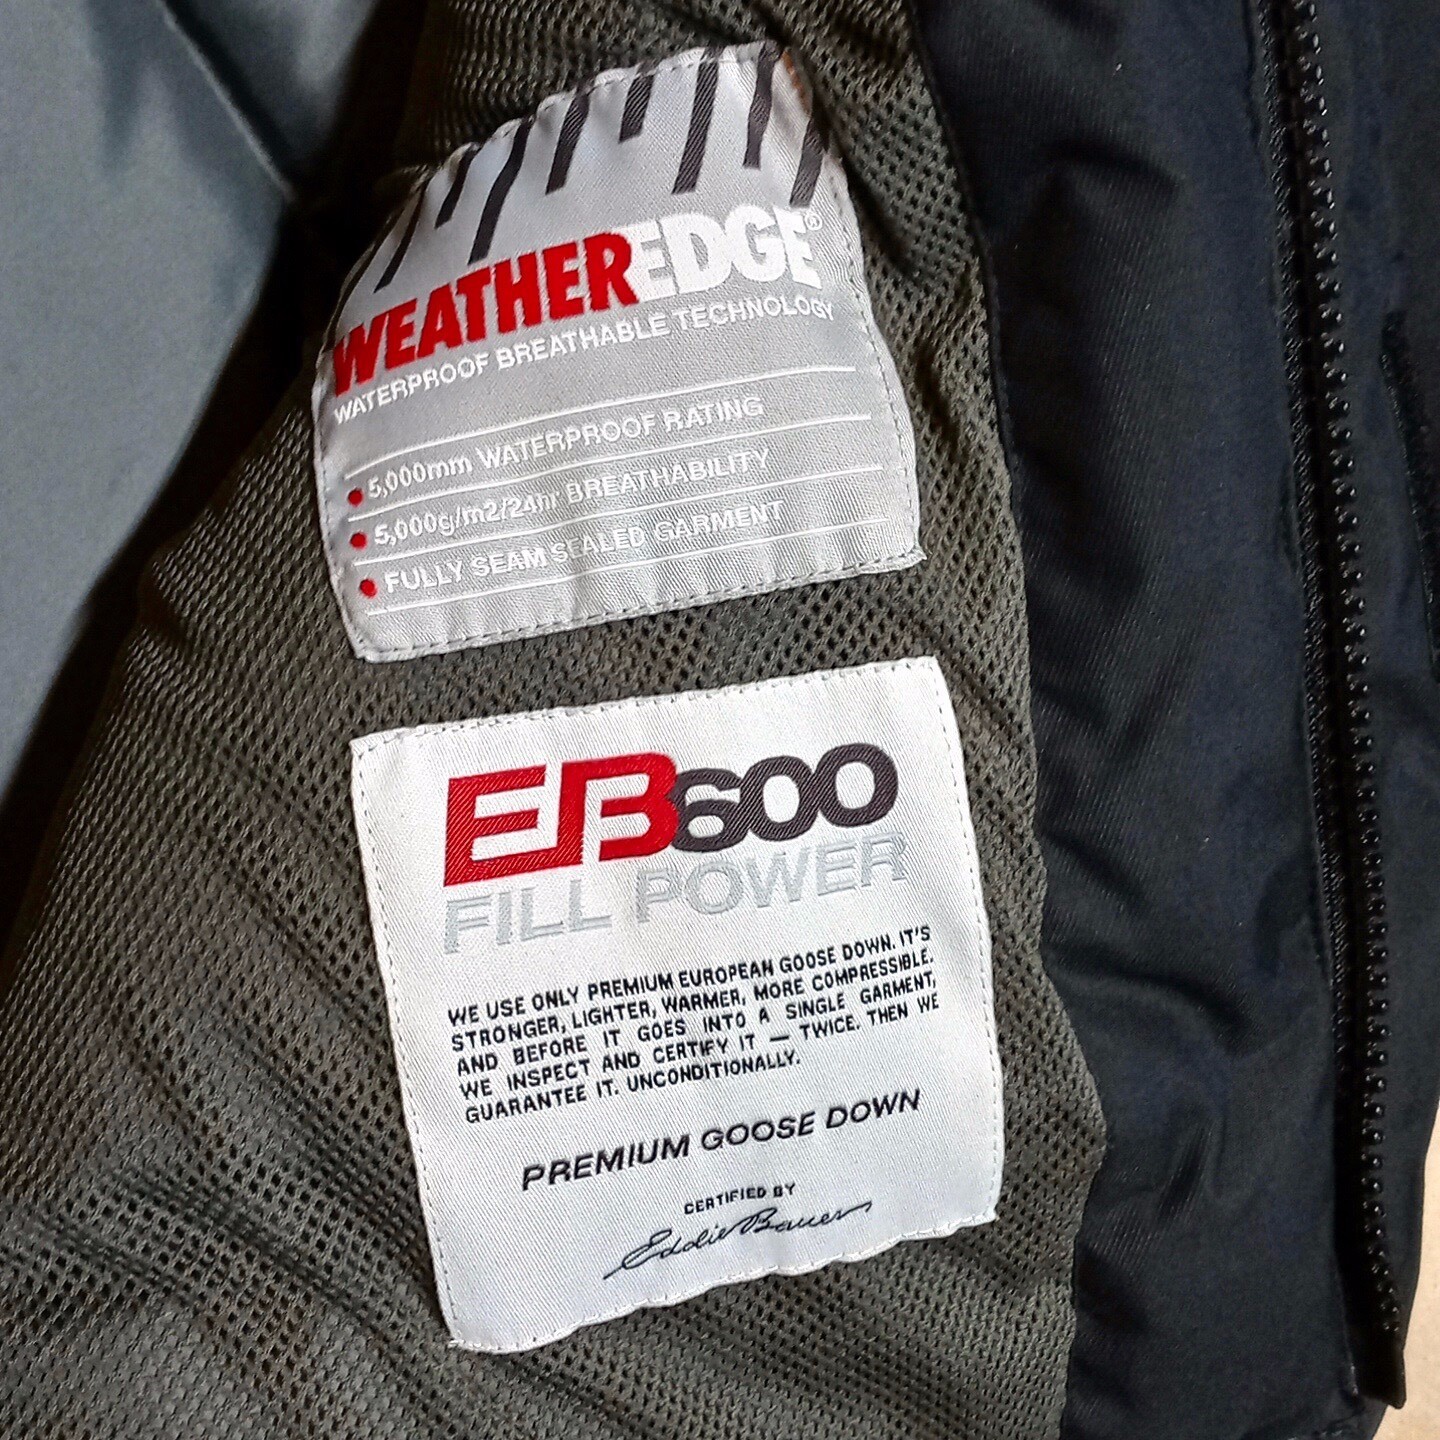 WEATHEREDGE®
WATERPROOF BREATHABLE TECHNOLOGY
5,000mm WATERPROOF RATING
5,000g/m2/24hr BREATHABILITY
FULLY SEAM SEALED GARMENT
EB600
FILL POWER
WE USE ONLY PREMIUM EUROPEAN GOOSE DOWN. IT'S
STRONGER, LIGHTER, WARMER, MORE COMPRESSIBLE.
AND BEFORE IT GOES INTO A SINGLE GARMENT,
WE INSPECT AND CERTIFY IT — TWICE. THEN WE
GUARANTEE IT. UNCONDITIONALLY.
PREMIUM GOOSE DOWN
CERTIFIED BY
Eddie Bauer